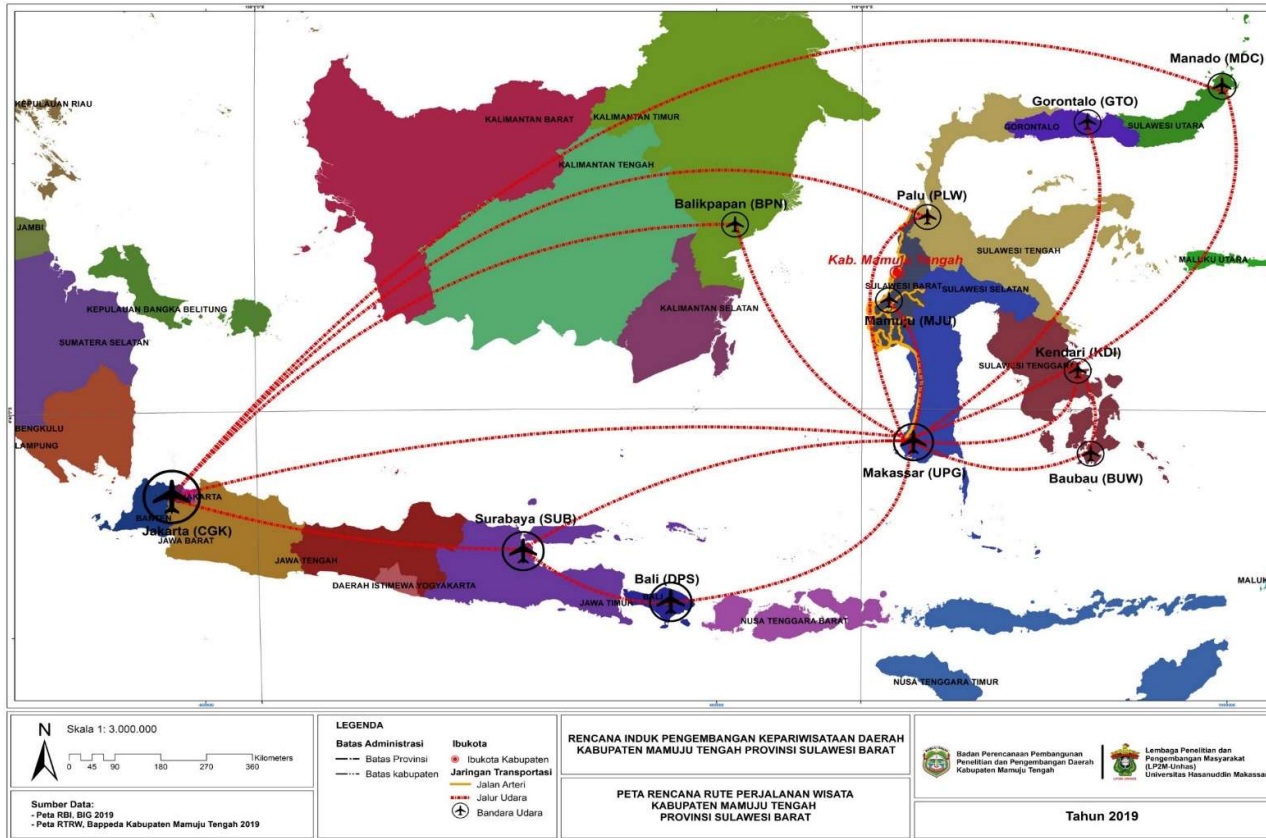 Manado (MDC)
Gorontalo (GTO)
KEPULAUAN RIAU
KALIMANTAN BARAT
KALIMANTAN TIMUR
GORONTALO
SULAWESI UTARA
KALIMANTAN TENGAH
Palu (PLW)
Balikpapan (BPN)
JAMBI
SULAWESI TENGAH
Kab. Mamuju Tengah
MALUKU UTARA
SULAWESI BARAT
SULAWESI SELATAN
KEPULAUAN BANGKA BELITUNG
KALIMANTAN SELATAN
Mamuju (MJU)
SUMATERA SELATAN
Kendari (KDI)
SULAWESI TENGGARA
BENGKULU
LAMPUNG
Makassar (UPG)
Baubau (BUW)
JAKARTA
BANTEN
Surabaya (SUB)
Jakarta (CGK)
JAWA BARAT
JAWA TENGAH
Bali (DPS)
DAERAH ISTIMEWA YOGYAKARTA
MALUK
JAWA TIMUR
BALI
NUSA TENGGARA BARAT
NUSA TENGGARA TIMUR
N
Skala 1: 3.000.000
Kilometers
0 45 90 180 270 360
Sumber Data:
- Peta RBI, BIG 2019
- Peta RTRW, Bappeda Kabupaten Mamuju Tengah 2019
LEGENDA
Batas Administrasi
Batas Provinsi
Batas kabupaten
Ibukota
Ibukota Kabupaten
Jaringan Transportasi
Jalan Arteri
Jalur Udara
Bandara Udara
RENCANA INDUK PENGEMBANGAN KEPARIWISATAAN DAERAH
KABUPATEN MAMUJU TENGAH PROVINSI SULAWESI BARAT
PETA RENCANA RUTE PERJALANAN WISATA
KABUPATEN MAMUJU TENGAH
PROVINSI SULAWESI BARAT
Badan Perencanaan Pembangunan
Penelitian dan Pengembangan Daerah
Kabupaten Mamuju Tengah
Lembaga Penelitian dan
Pengembangan Masyarakat
(LP2M-Unhas)
Universitas Hasanuddin Makassar
Tahun 2019